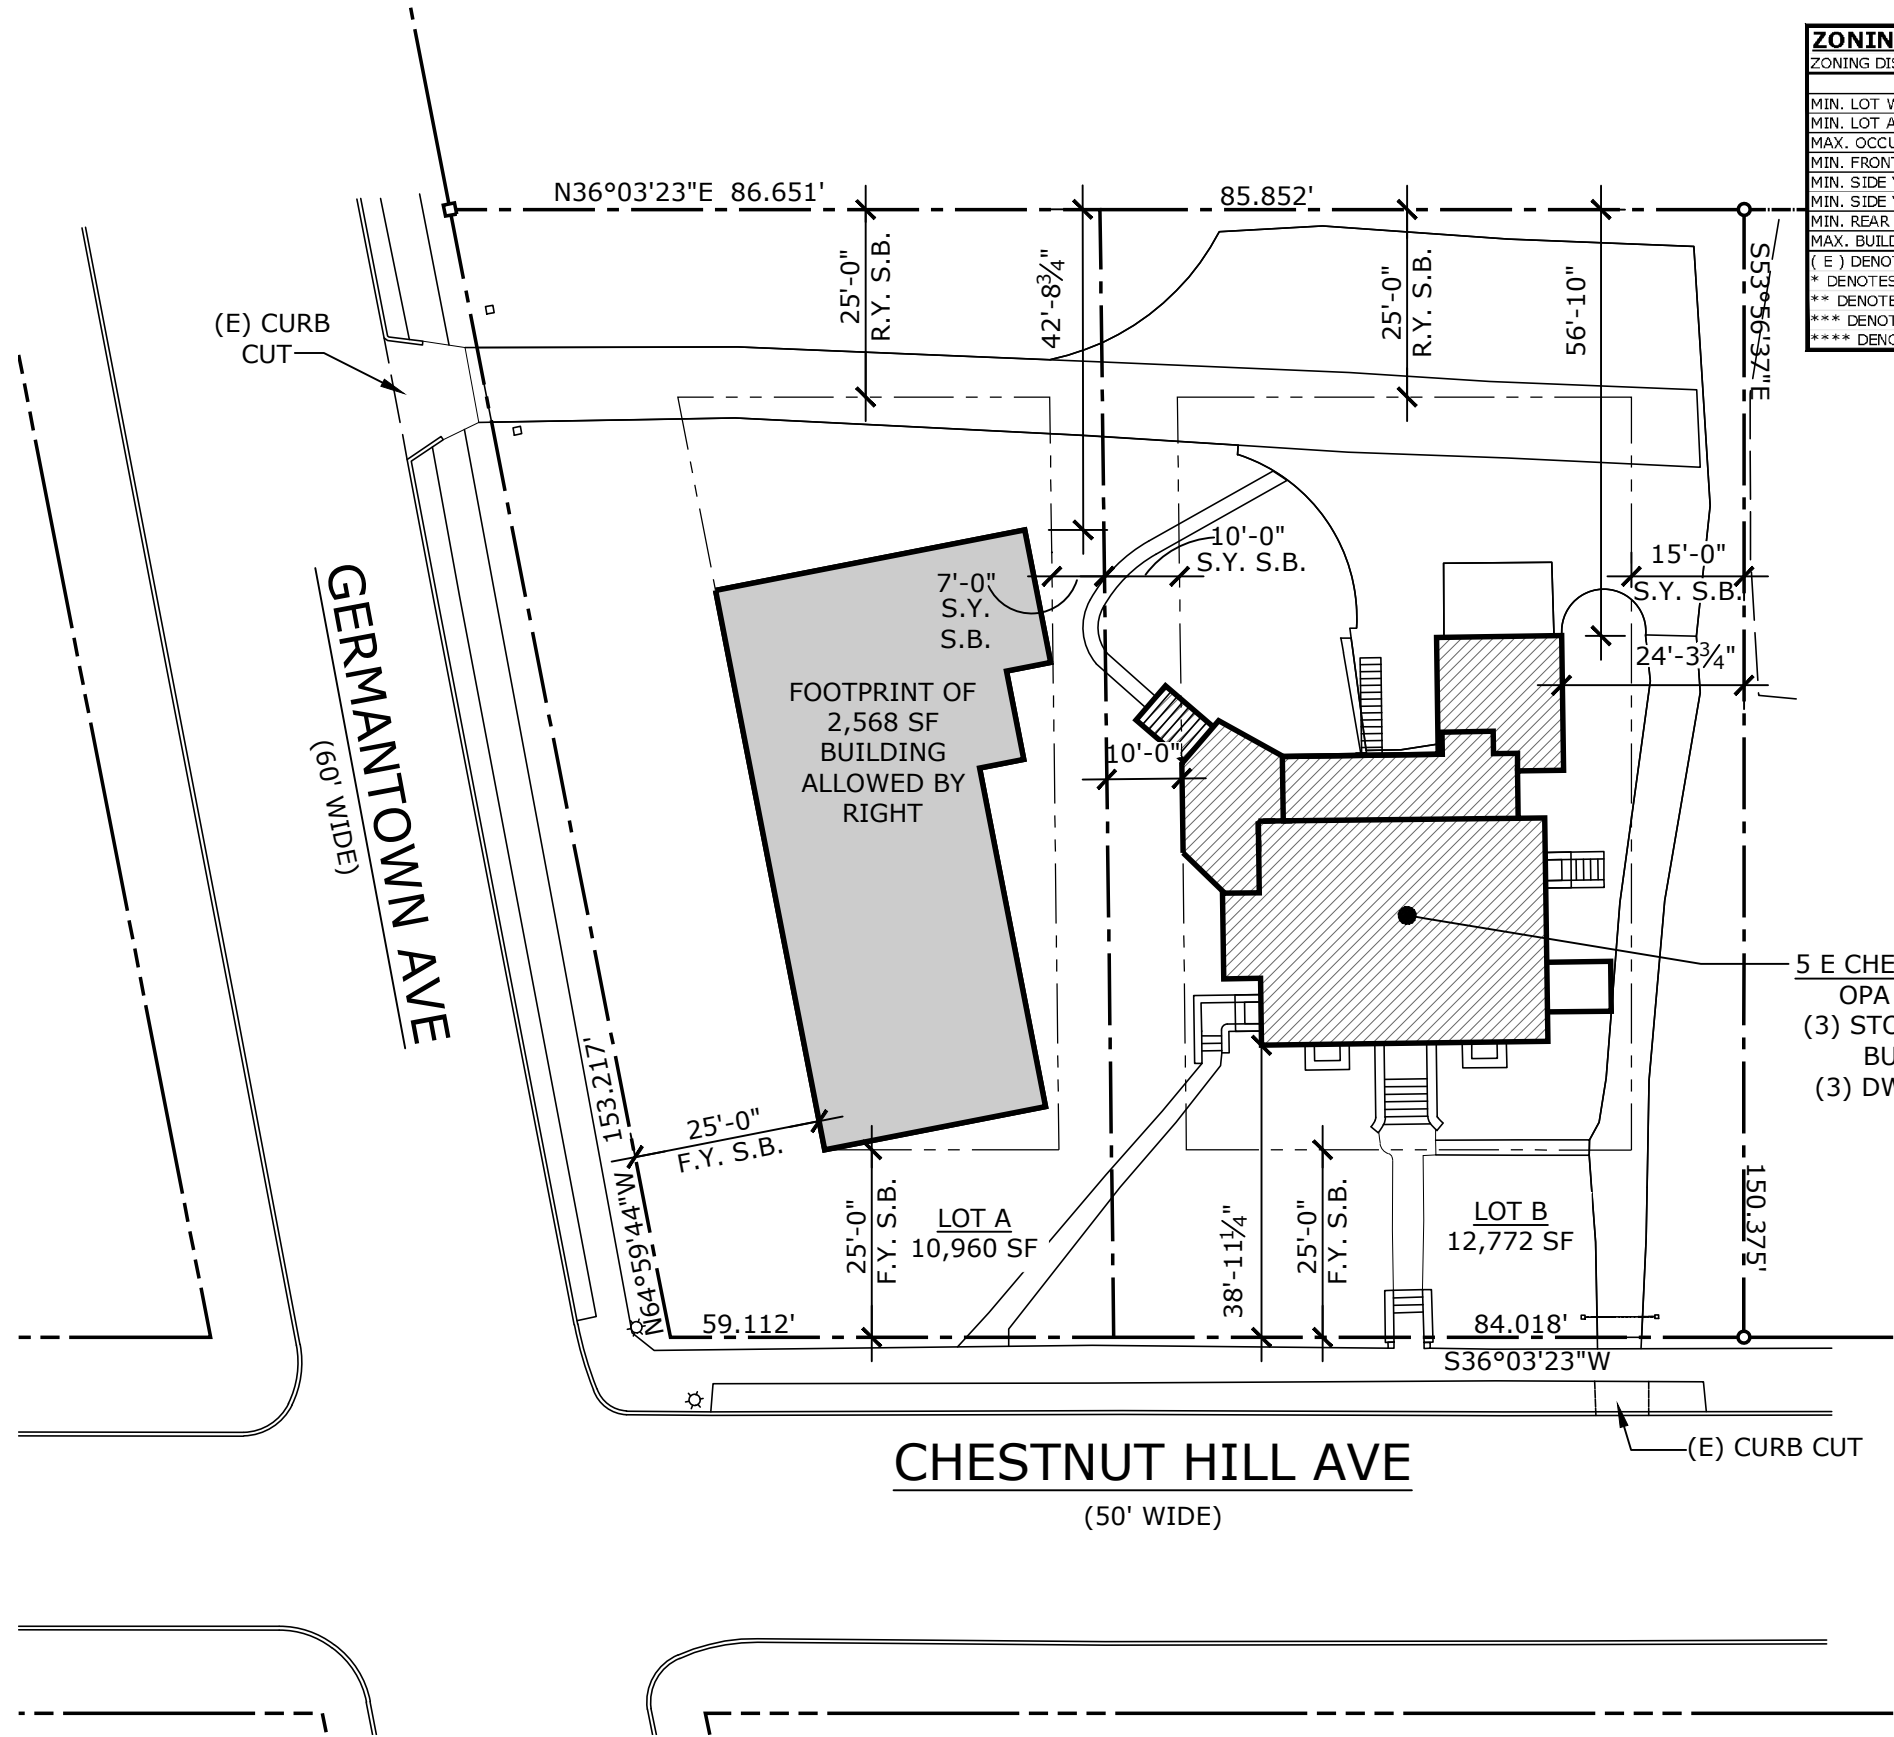 ZONIN
ZONING DIS
MIN. LOT W
MIN. LOT A
MAX. OCCU
MIN. FRONT
MIN. SIDE Y
MIN. SIDE Y
MIN. REAR
MAX. BUILD
( E ) DENOT
* DENOTES
** DENOTE
*** DENOT
**** DENO
N36°03'23"E 86.651'
85.852'
25'-0"
R.Y. S.B.
42'-8¾"
25'-0"
R.Y. S.B.
56'-10"
S53°56'37"E
(E) CURB
CUT
10'-0"
S.Y. S.B.
7'-0"
S.Y.
S.B.
15'-0"
S.Y. S.B.
24'-3¾"
GERMANTOWN AVE
(60' WIDE)
FOOTPRINT OF
2,568 SF
BUILDING
ALLOWED BY
RIGHT
10'-0"
5 E CHE
OPA
(3) STO
BU
(3) DW
N64°59'44"W 153.217'
25'-0"
F.Y. S.B.
25'-0"
F.Y. S.B.
LOT A
10,960 SF
38'-11¼"
25'-0"
F.Y. S.B.
LOT B
12,772 SF
150.375'
59.112'
84.018'
S36°03'23"W
CHESTNUT HILL AVE
(50' WIDE)
(E) CURB CUT